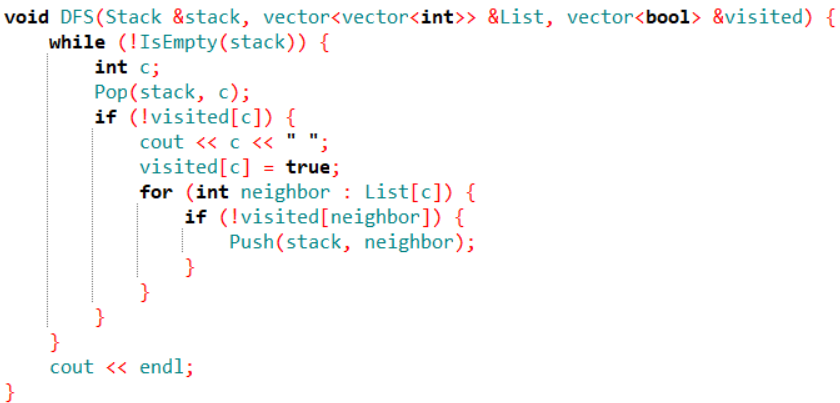 void DFS(Stack &stack, vector<vector<int>> &List, vector<bool> &visited) {
    while (!IsEmpty(stack)) {
        int c;
        Pop(stack, c);
        if (!visited[c]) {
            cout << c << " ";
            visited[c] = true;
            for (int neighbor : List[c]) {
                if (!visited[neighbor]) {
                    Push(stack, neighbor);
                }
            }
        }
    }
    cout << endl;
}